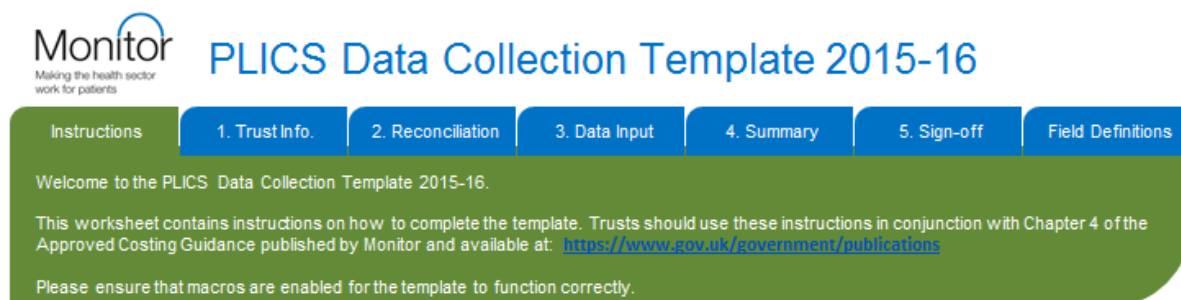 Monitor
Making the health sector
work for patients
PLICS Data Collection Template 2015-16
Instructions
1. Trust Info.
2. Reconciliation
3. Data Input
4. Summary
5. Sign-off
Field Definitions
Welcome to the PLICS Data Collection Template 2015-16.
This worksheet contains instructions on how to complete the template. Trusts should use these instructions in conjunction with Chapter 4 of the
Approved Costing Guidance published by Monitor and available at: https://www.gov.uk/government/publications
Please ensure that macros are enabled for the template to function correctly.